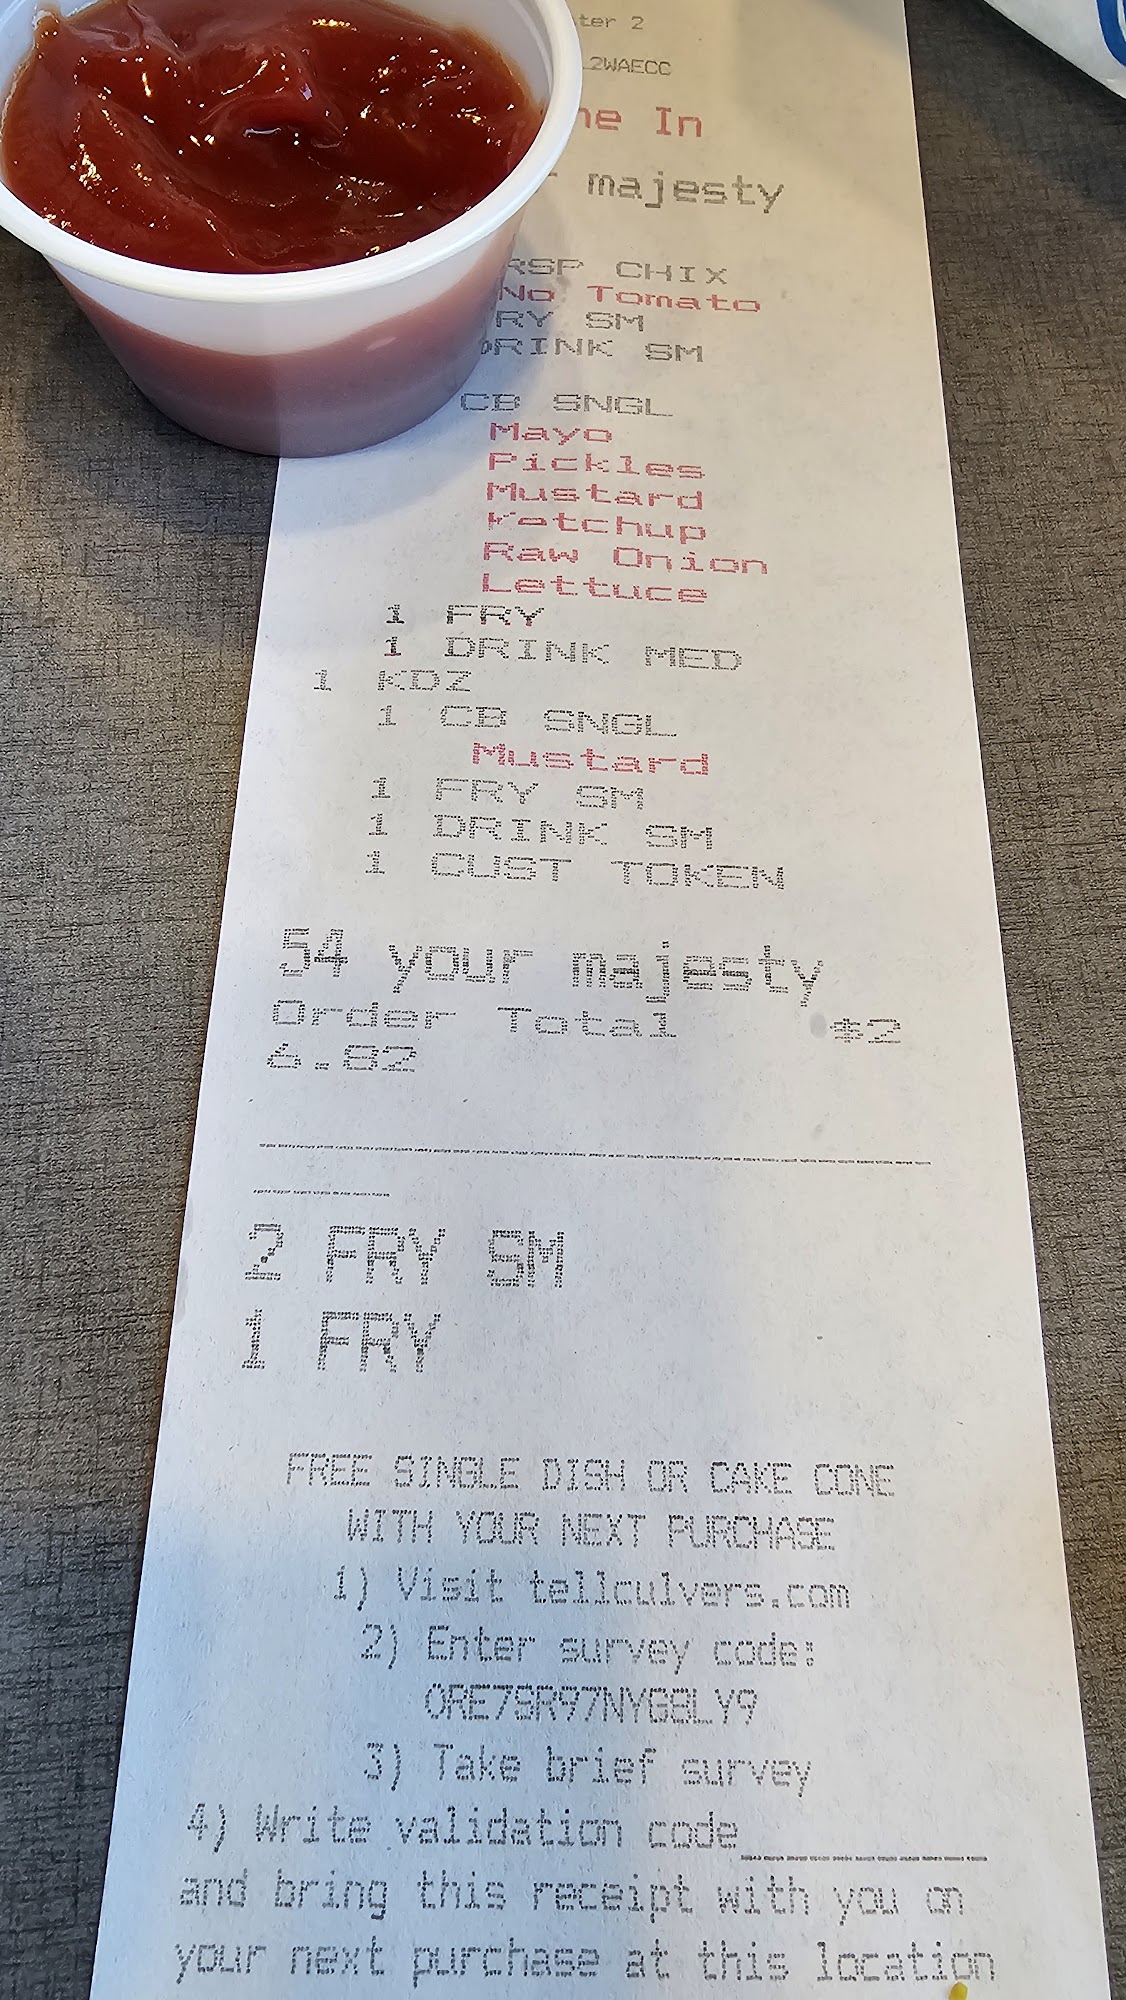 ter 2
2WAECC
ne In
majesty
RSP CHIX
No Tomato
RY SM
DRINK SM
CB SNGL
Mayo
Pickles
Mustard
Ketchup
Raw Onion
Lettuce
1 FRY
1 DRINK MED
1 KDZ
1 CB SNGL
Mustard
1 FRY SM
1 DRINK SM
1 CUST TOKEN
54 your majesty
Order Total $2
6.82
2 FRY SM
1 FRY
FREE SINGLE DISH OR CAKE CONE
WITH YOUR NEXT PURCHASE
1) Visit tellculvers.com
2) Enter survey code:
ORE7SR97NYG8LY9
3) Take brief survey
4) Write validation code
and bring this receipt with you on
your next purchase at this location